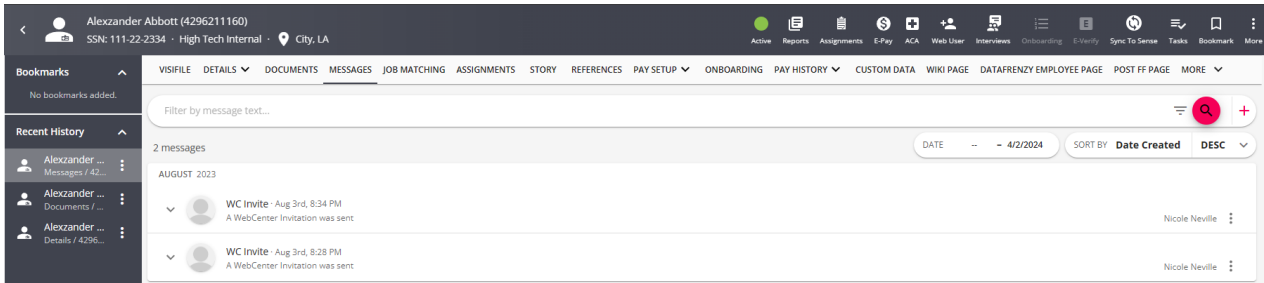 Alexzander Abbott (4296211160)
SSN: 111-22-2334 · High Tech Internal · City, LA
Active Reports Assignments E-Pay ACA Web User Interviews Onboarding E-Verify Sync To Sense Tasks Bookmark More
Bookmarks
No bookmarks added.
Recent History
Alexzander ...
Messages / 42...
Alexzander ...
Documents / ...
Alexzander ...
Details / 4296...
VISIFILE DETAILS DOCUMENTS MESSAGES JOB MATCHING ASSIGNMENTS STORY REFERENCES PAY SETUP ONBOARDING PAY HISTORY CUSTOM DATA WIKI PAGE DATAFRENZY EMPLOYEE PAGE POST FF PAGE MORE
Filter by message text...
2 messages
DATE -- – 4/2/2024 SORT BY Date Created DESC
AUGUST 2023
WC Invite · Aug 3rd, 8:34 PM
A WebCenter Invitation was sent
Nicole Neville
WC Invite · Aug 3rd, 8:28 PM
A WebCenter Invitation was sent
Nicole Neville